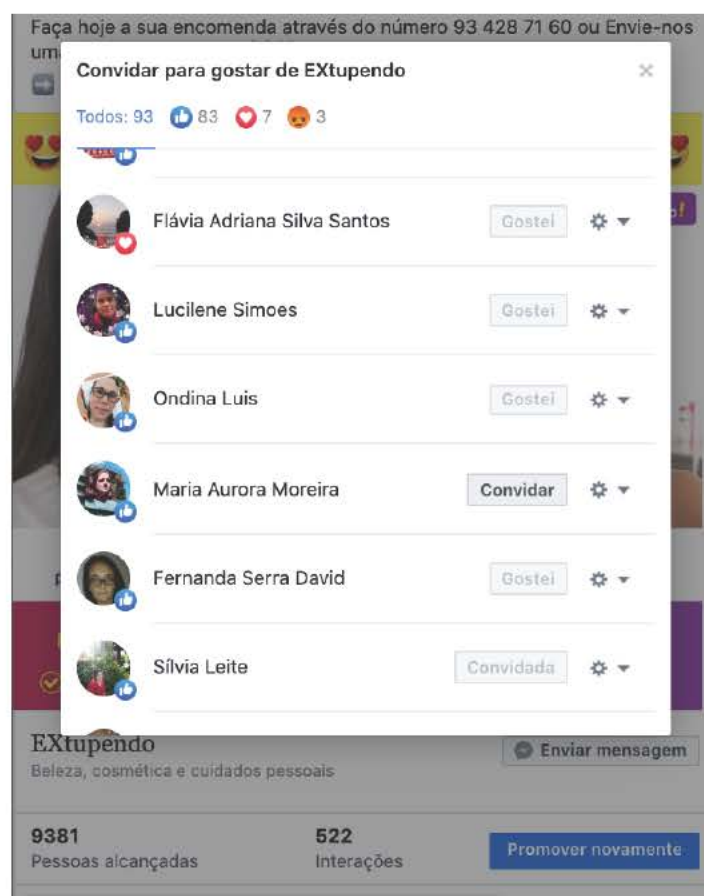 Faça hoje a sua encomenda através do número 93 428 71 60 ou Envie-nos
Convidar para gostar de EXtupendo
Todos: 93 83 7 3
Flávia Adriana Silva Santos Gostei
Lucilene Simoes Gostei
Ondina Luis Gostei
Maria Aurora Moreira Convidar
Fernanda Serra David Gostei
Sílvia Leite Convidada
EXtupendo
Enviar mensagem
Beleza, cosmética e cuidados pessoais
9381 522
Pessoas alcançadas Interações Promover novamente